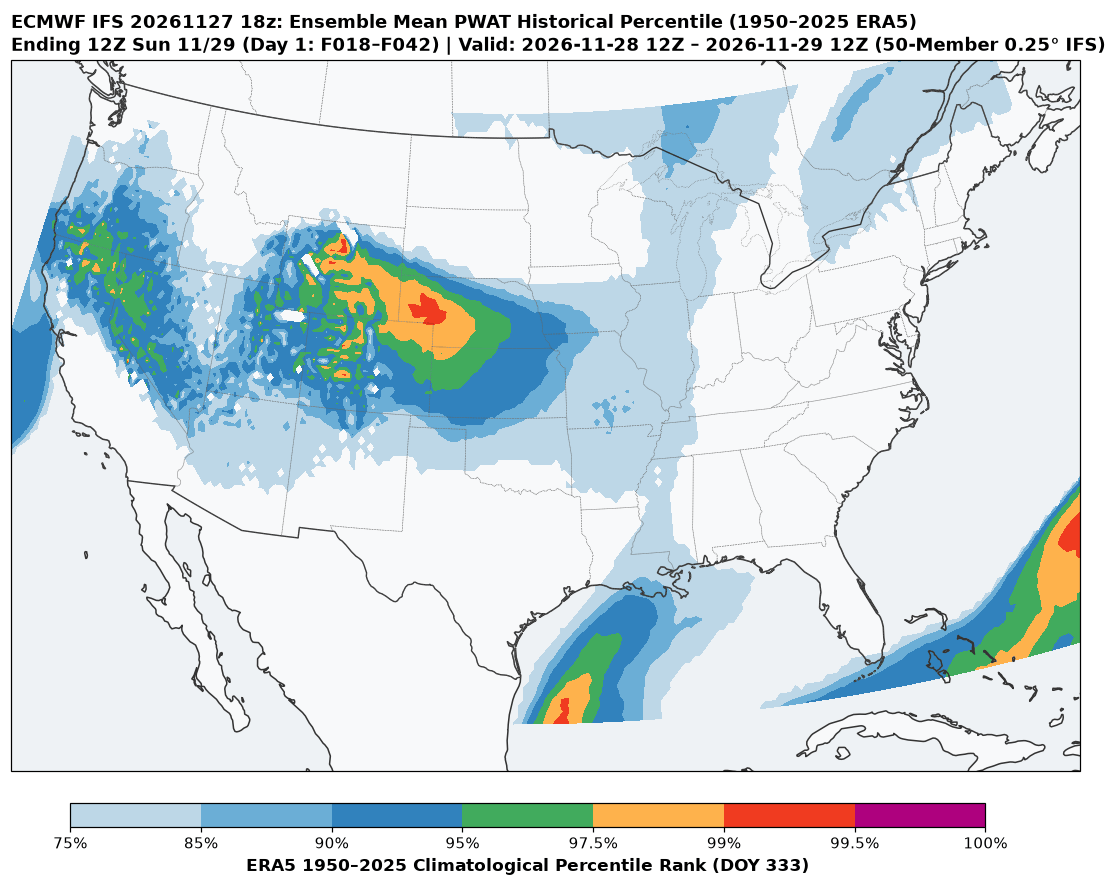 ECMWF IFS 20261127 18z: Ensemble Mean PWAT Historical Percentile (1950–2025 ERA5)
Ending 12Z Sun 11/29 (Day 1: F018–F042) | Valid: 2026-11-28 12Z – 2026-11-29 12Z (50-Member 0.25° IFS)
75% 85% 90% 95% 97.5% 99% 99.5% 100%
ERA5 1950–2025 Climatological Percentile Rank (DOY 333)